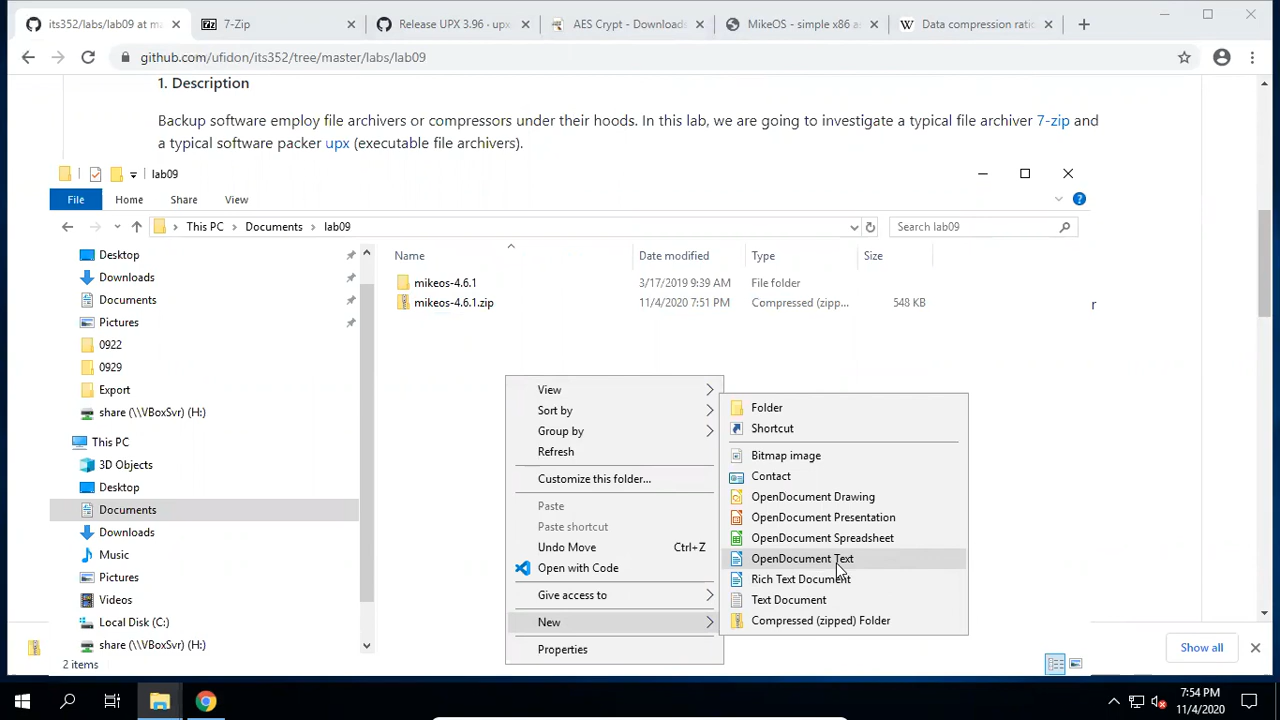 its352/labs/lab09 at ma
7-Zip
Release UPX 3.96 · upx
AES Crypt - Downloads
MikeOS - simple x86 as
Data compression ratio
github.com/ufidon/its352/tree/master/labs/lab09
1. Description
Backup software employ file archivers or compressors under their hoods. In this lab, we are going to investigate a typical file archiver 7-zip and
a typical software packer upx (executable file archivers).
lab09
File Home Share View
This PC Documents lab09
Search lab09
Name Date modified Type Size
mikeos-4.6.1 3/17/2019 9:39 AM File folder
mikeos-4.6.1.zip 11/4/2020 7:51 PM Compressed (zipp... 548 KB
r
Desktop
Downloads
Documents
Pictures
0922
0929
Export
share (\\VBoxSvr) (H:)
This PC
3D Objects
Desktop
Documents
Downloads
Music
Pictures
Videos
Local Disk (C:)
share (\\VBoxSvr) (H:)
2 items
View
Sort by
Group by
Refresh
Customize this folder...
Paste
Paste shortcut
Undo Move Ctrl+Z
Open with Code
Give access to
New
Properties
Folder
Shortcut
Bitmap image
Contact
OpenDocument Drawing
OpenDocument Presentation
OpenDocument Spreadsheet
OpenDocument Text
Rich Text Document
Text Document
Compressed (zipped) Folder
Show all
7:54 PM
11/4/2020